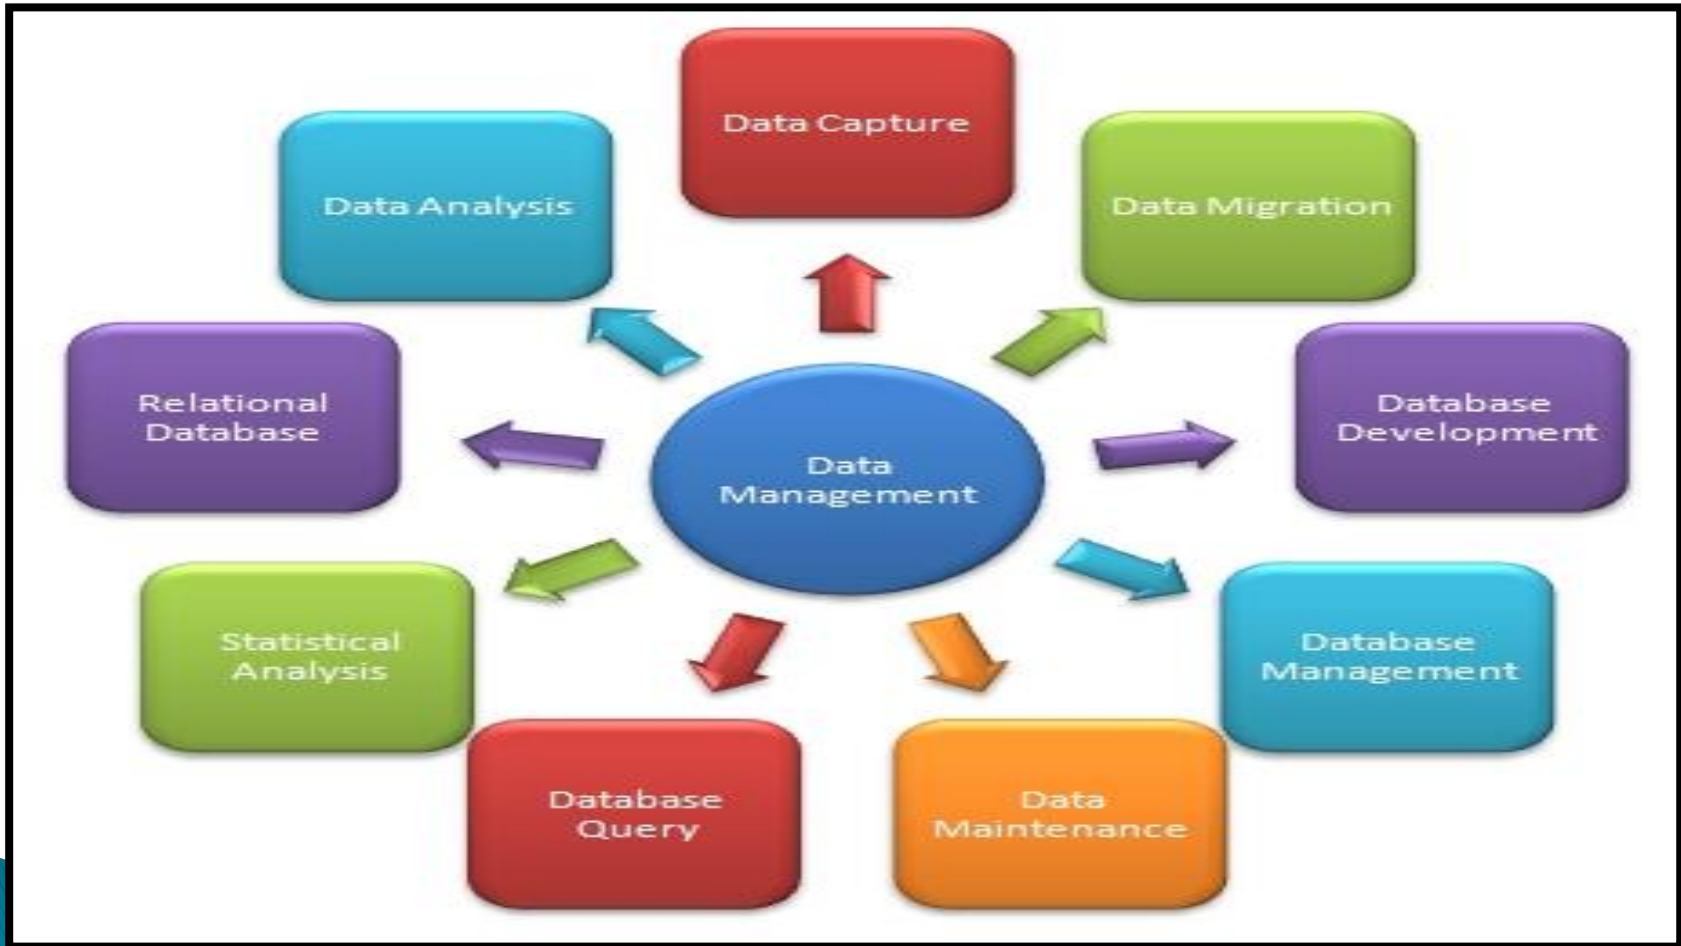 Data Capture
Data Migration
Database
Development
Database
Management
Data
Maintenance
Database
Query
Statistical
Analysis
Relational
Database
Data Analysis
Data
Management